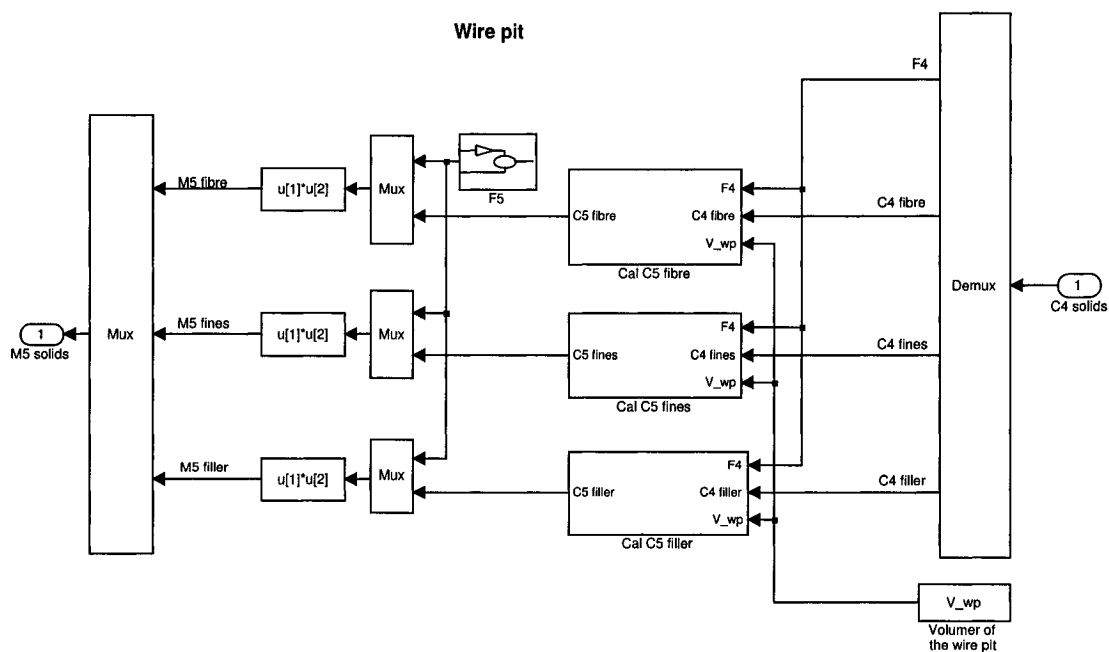 Wire pit
F4
M5 fibre
u[1]*u[2]
Mux
F5
C5 fibre
F4
C4 fibre
V_wp
Cal C5 fibre
C4 fibre
Demux
1
C4 solids
1
M5 solids
Mux
M5 fines
u[1]*u[2]
Mux
C5 fines
F4
C4 fines
V_wp
Cal C5 fines
C4 fines
M5 filler
u[1]*u[2]
Mux
C5 filler
F4
C4 filler
V_wp
Cal C5 filler
C4 filler
V_wp
Volumer of
the wire pit